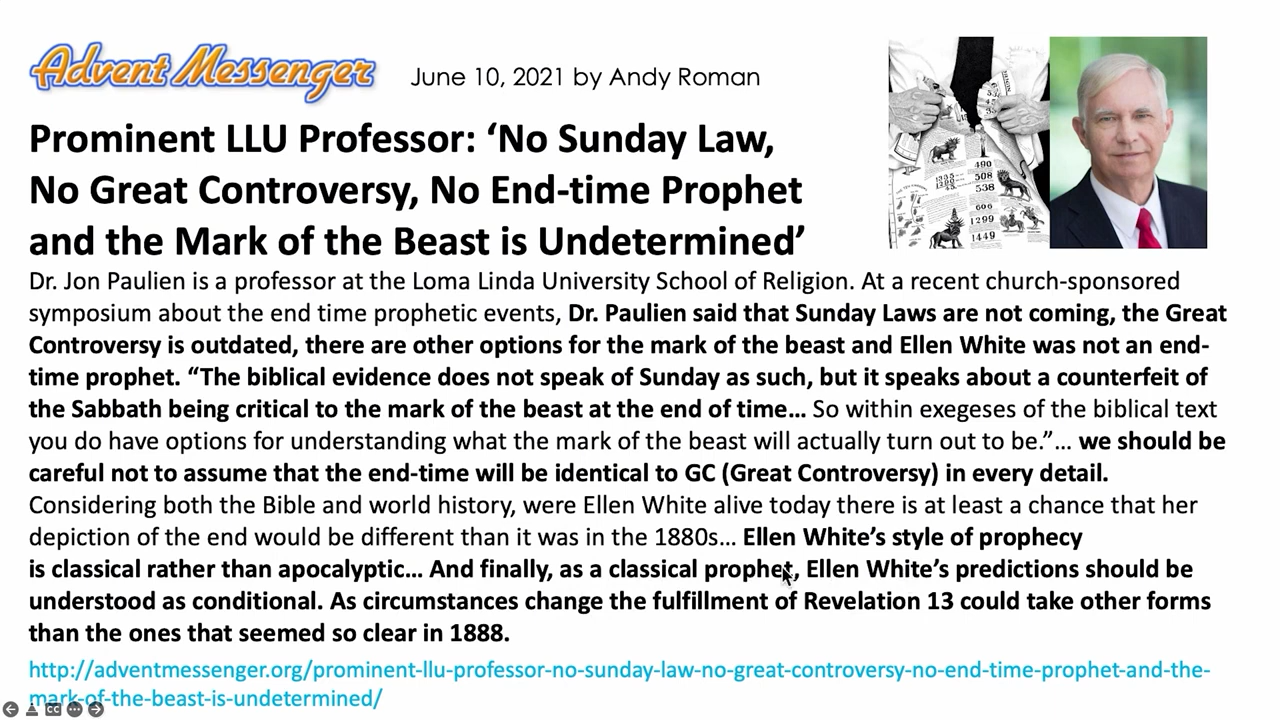 Advent Messenger
June 10, 2021 by Andy Roman
Prominent LLU Professor: ‘No Sunday Law,
No Great Controversy, No End-time Prophet
and the Mark of the Beast is Undetermined’
490
508
538
606
1299
1449
Dr. Jon Paulien is a professor at the Loma Linda University School of Religion. At a recent church-sponsored
symposium about the end time prophetic events, Dr. Paulien said that Sunday Laws are not coming, the Great
Controversy is outdated, there are other options for the mark of the beast and Ellen White was not an end-
time prophet. “The biblical evidence does not speak of Sunday as such, but it speaks about a counterfeit of
the Sabbath being critical to the mark of the beast at the end of time... So within exegeses of the biblical text
you do have options for understanding what the mark of the beast will actually turn out to be.”... we should be
careful not to assume that the end-time will be identical to GC (Great Controversy) in every detail.
Considering both the Bible and world history, were Ellen White alive today there is at least a chance that her
depiction of the end would be different than it was in the 1880s... Ellen White’s style of prophecy
is classical rather than apocalyptic... And finally, as a classical prophet, Ellen White’s predictions should be
understood as conditional. As circumstances change the fulfillment of Revelation 13 could take other forms
than the ones that seemed so clear in 1888.
http://adventmessenger.org/prominent-llu-professor-no-sunday-law-no-great-controversy-no-end-time-prophet-and-the-
mark-of-the-beast-is-undetermined/
CC